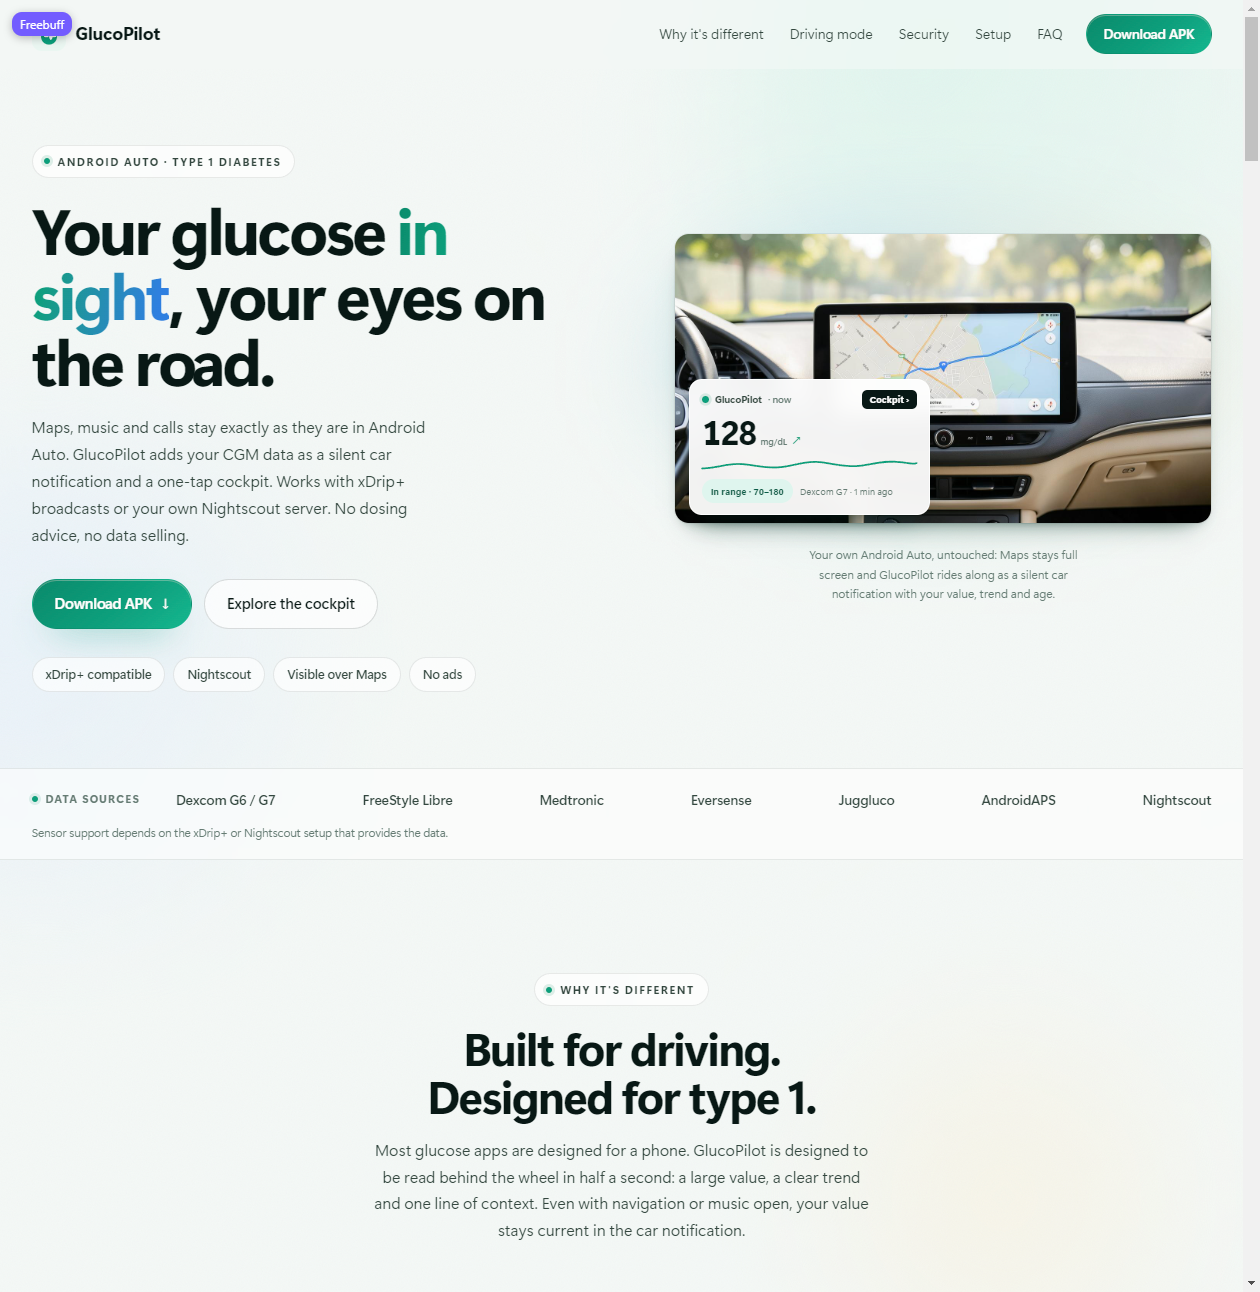 Freebuff
GlucoPilot
Why it's different
Driving mode
Security
Setup
FAQ
Download APK
ANDROID AUTO · TYPE 1 DIABETES
Your glucose in
sight, your eyes on
the road.
Maps, music and calls stay exactly as they are in Android
Auto. GlucoPilot adds your CGM data as a silent car
notification and a one-tap cockpit. Works with xDrip+
broadcasts or your own Nightscout server. No dosing
advice, no data selling.
Download APK ↓
Explore the cockpit
xDrip+ compatible
Nightscout
Visible over Maps
No ads
GlucoPilot · now
Cockpit ›
128 mg/dL ↗
In range · 70–180
Dexcom G7 · 1 min ago
Your own Android Auto, untouched: Maps stays full
screen and GlucoPilot rides along as a silent car
notification with your value, trend and age.
DATA SOURCES
Dexcom G6 / G7
FreeStyle Libre
Medtronic
Eversense
Juggluco
AndroidAPS
Nightscout
Sensor support depends on the xDrip+ or Nightscout setup that provides the data.
WHY IT'S DIFFERENT
Built for driving.
Designed for type 1.
Most glucose apps are designed for a phone. GlucoPilot is designed to
be read behind the wheel in half a second: a large value, a clear trend
and one line of context. Even with navigation or music open, your value
stays current in the car notification.